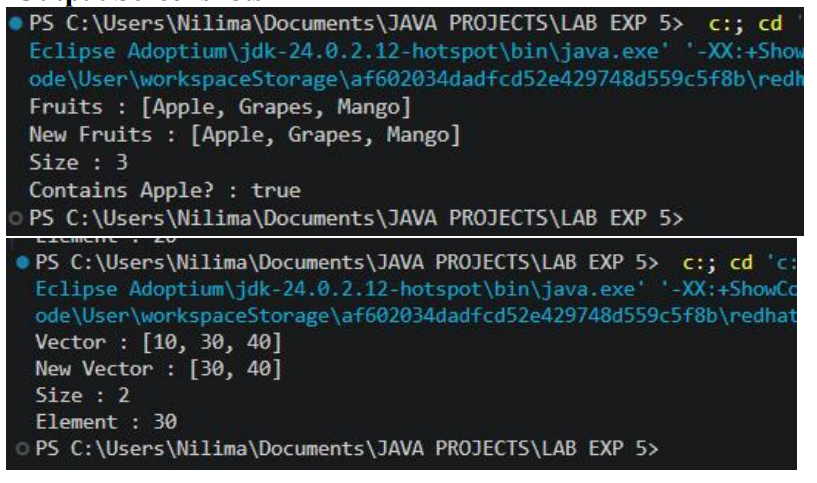 PS C:\Users\Nilima\Documents\JAVA PROJECTS\LAB EXP 5> c:; cd '
Eclipse Adoptium\jdk-24.0.2.12-hotspot\bin\java.exe' '-XX:+Show
ode\User\workspaceStorage\af602034dadfcd52e429748d559c5f8b\redh
Fruits : [Apple, Grapes, Mango]
New Fruits : [Apple, Grapes, Mango]
Size : 3
Contains Apple? : true
PS C:\Users\Nilima\Documents\JAVA PROJECTS\LAB EXP 5>
PS C:\Users\Nilima\Documents\JAVA PROJECTS\LAB EXP 5> c:; cd 'c:
Eclipse Adoptium\jdk-24.0.2.12-hotspot\bin\java.exe' '-XX:+ShowCo
ode\User\workspaceStorage\af602034dadfcd52e429748d559c5f8b\redhat
Vector : [10, 30, 40]
New Vector : [30, 40]
Size : 2
Element : 30
PS C:\Users\Nilima\Documents\JAVA PROJECTS\LAB EXP 5>